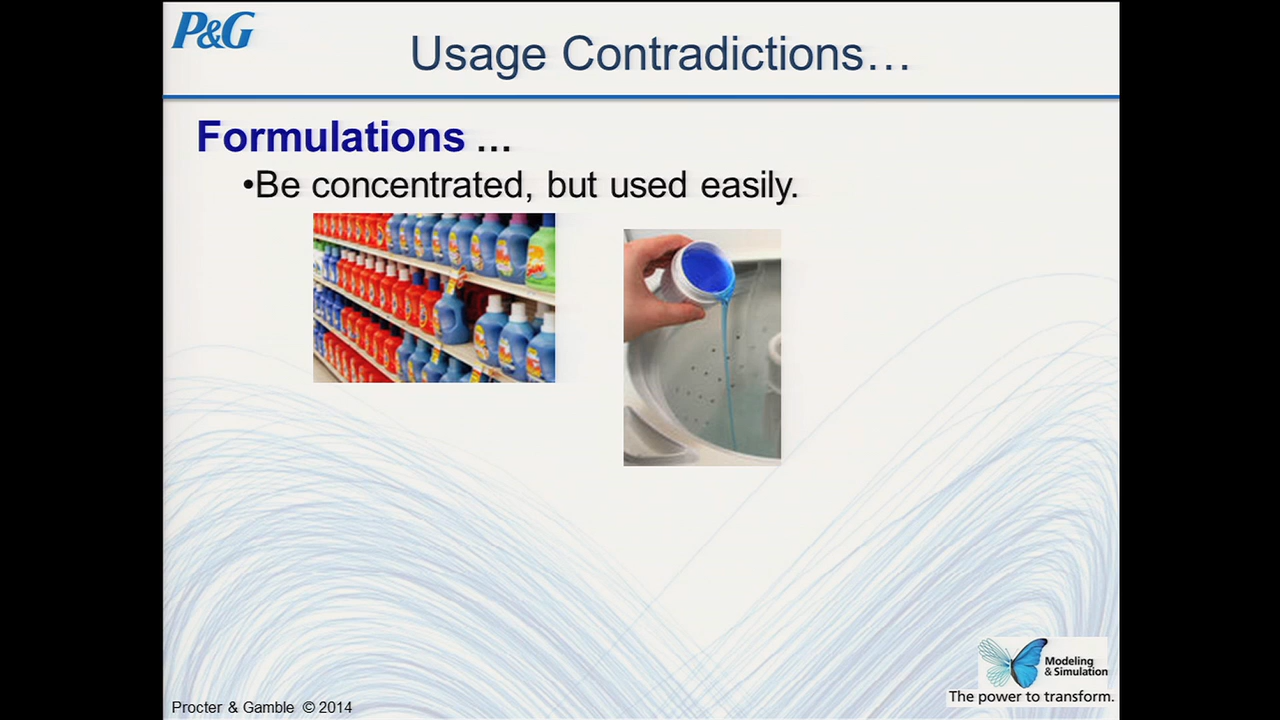 P&G
Usage Contradictions…
Formulations ...
•Be concentrated, but used easily.
Modeling
& Simulation
The power to transform.
Procter & Gamble © 2014